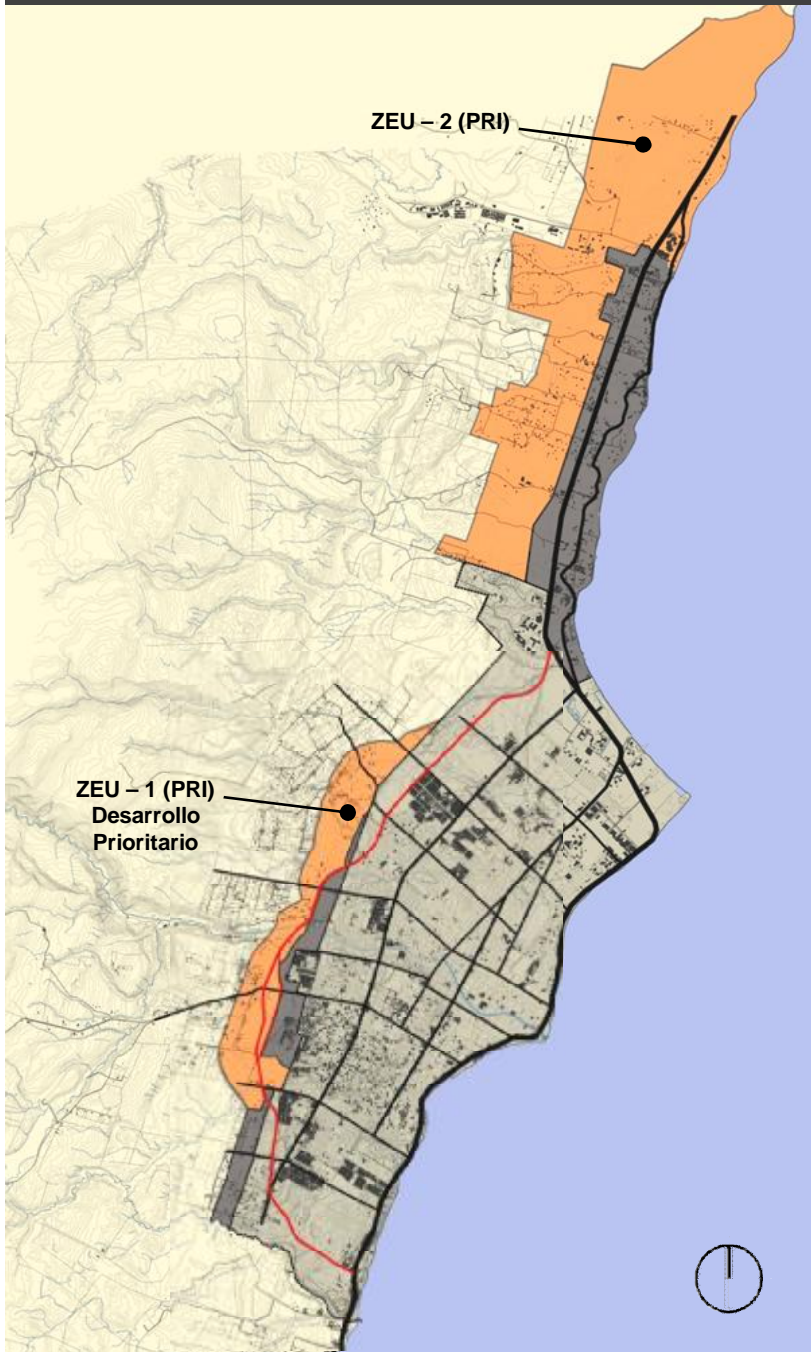 ZEU – 2 (PRI)
ZEU – 1 (PRI)
Desarrollo
Prioritario